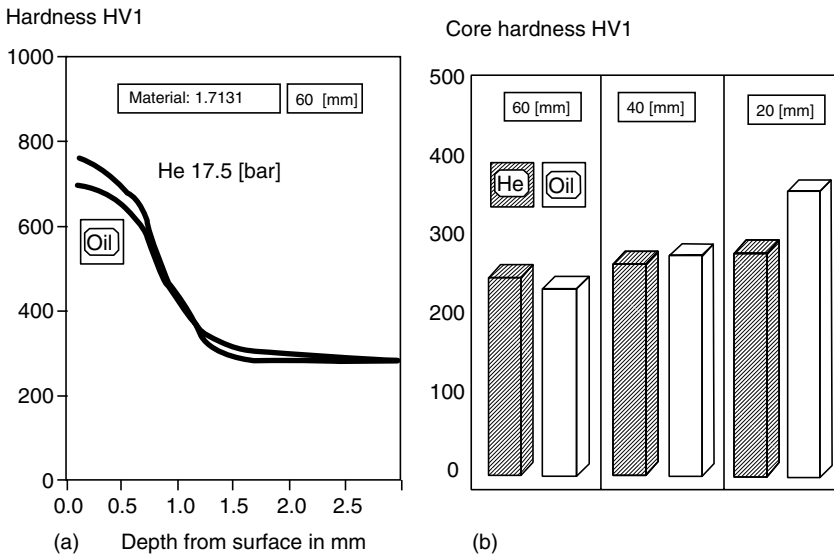 Hardness HV1
1000
800
600
400
200
0
0.0 0.5 1.0 1.5 2.0 2.5
Material: 1.7131 60 [mm]
He 17.5 [bar]
Oil
(a) Depth from surface in mm
Core hardness HV1
500
400
300
200
100
0
60 [mm] 40 [mm] 20 [mm]
He Oil
(b)